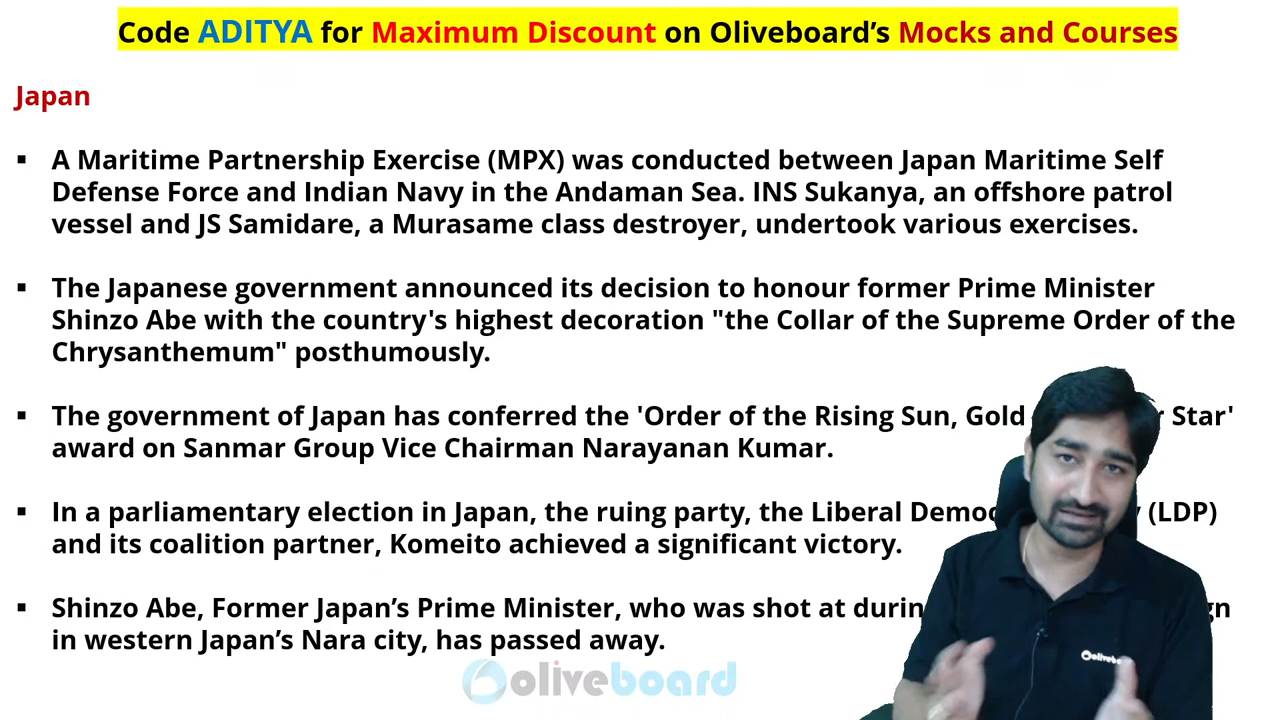 Code ADITYA for Maximum Discount on Oliveboard’s Mocks and Courses
Japan
▪ A Maritime Partnership Exercise (MPX) was conducted between Japan Maritime Self
Defense Force and Indian Navy in the Andaman Sea. INS Sukanya, an offshore patrol
vessel and JS Samidare, a Murasame class destroyer, undertook various exercises.
▪ The Japanese government announced its decision to honour former Prime Minister
Shinzo Abe with the country's highest decoration "the Collar of the Supreme Order of the
Chrysanthemum" posthumously.
▪ The government of Japan has conferred the 'Order of the Rising Sun, Gold Star'
award on Sanmar Group Vice Chairman Narayanan Kumar.
▪ In a parliamentary election in Japan, the ruing party, the Liberal (LDP)
and its coalition partner, Komeito achieved a significant victory.
▪ Shinzo Abe, Former Japan’s Prime Minister, who was shot at
in western Japan’s Nara city, has passed away.
oliveboard